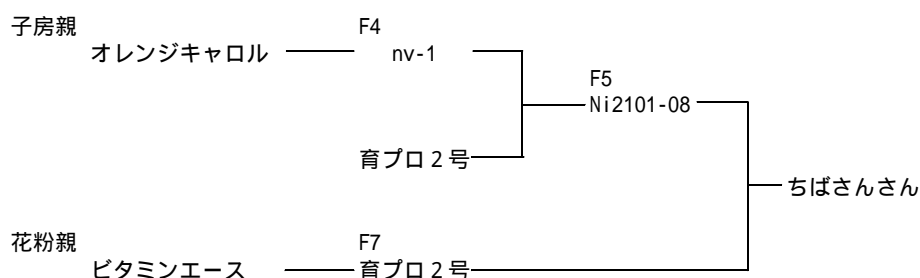 子房親
F4
オレンジキャロル
nv-1
F5
Ni2101-08
育プロ2号
ちばさんさん
花粉親
F7
ビタミンエース
育プロ2号